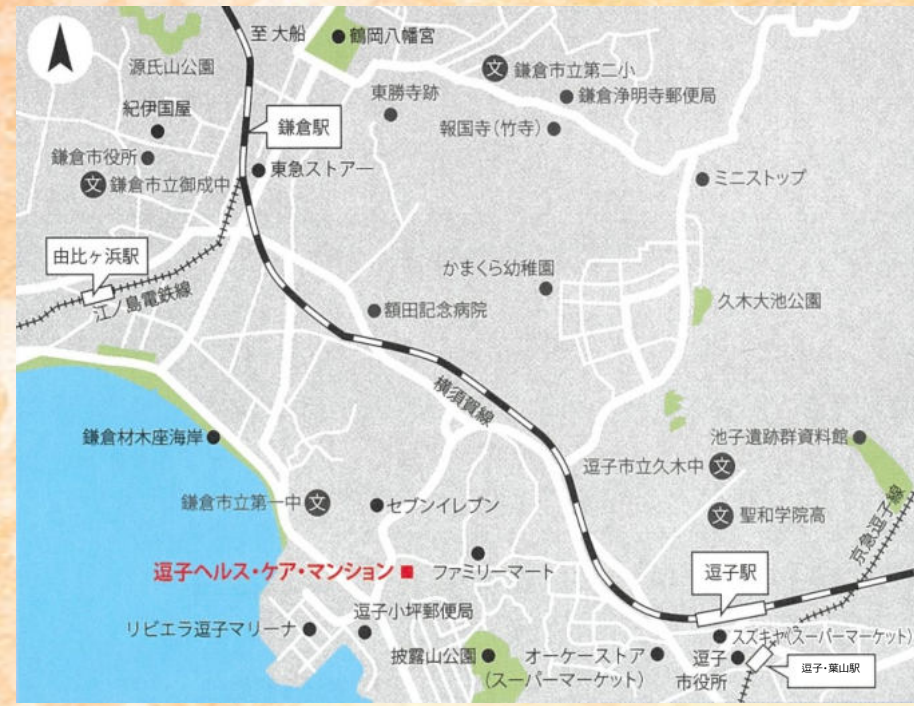 至 大船
鶴岡八幡宮
源氏山公園
文 鎌倉市立第二小
東勝寺跡
鎌倉浄明寺郵便局
紀伊国屋
鎌倉駅
報国寺(竹寺)
鎌倉市役所
東急ストアー
文 鎌倉市立御成中
ミニストップ
由比ヶ浜駅
かまくら幼稚園
江ノ島電鉄線
久木大池公園
額田記念病院
横須賀線
鎌倉材木座海岸
池子遺跡群資料館
逗子市立久木中 文
鎌倉市立第一中 文
セブンイレブン
文 聖和学院高
京急逗子線
逗子ヘルス・ケア・マンション
ファミリーマート
逗子駅
逗子小坪郵便局
リビエラ逗子マリーナ
スズキヤ(スーパーマーケット)
披露山公園
オーケーストア
(スーパーマーケット)
逗子
市役所
逗子・葉山駅